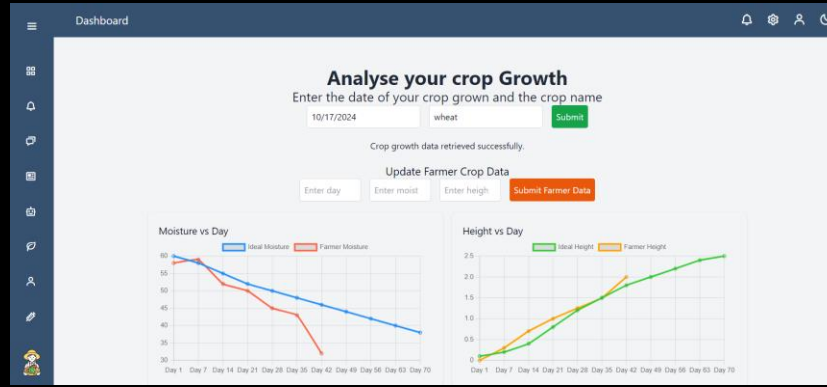 Dashboard
Analyse your crop Growth
Enter the date of your crop grown and the crop name
10/17/2024 wheat Submit
Crop growth data retrieved successfully.
Update Farmer Crop Data
Enter day Enter moist Enter heigh Submit Farmer Data
Moisture vs Day
Ideal Moisture Farmer Moisture
60
55
50
45
40
35
30
Day 1 Day 7 Day 14 Day 21 Day 28 Day 35 Day 42 Day 49 Day 56 Day 63 Day 70
Height vs Day
Ideal Height Farmer Height
2.5
2.0
1.5
1.0
0.5
0
Day 1 Day 7 Day 14 Day 21 Day 28 Day 35 Day 42 Day 49 Day 56 Day 63 Day 70